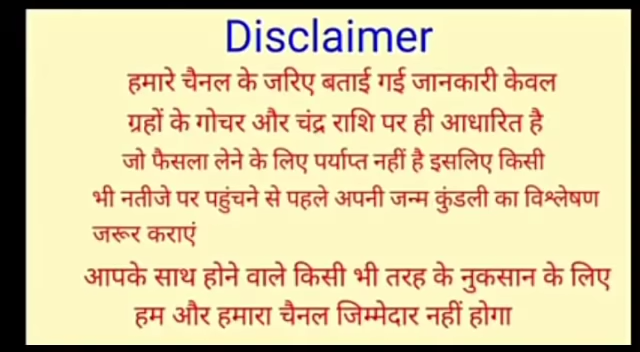 Disclaimer
हमारे चैनल के जरिए बताई गई जानकारी केवल
ग्रहों के गोचर और चंद्र राशि पर ही आधारित है
जो फैसला लेने के लिए पर्याप्त नहीं है इसलिए किसी
भी नतीजे पर पहुंचने से पहले अपनी जन्म कुंडली का विश्लेषण
जरूर कराएं
आपके साथ होने वाले किसी भी तरह के नुकसान के लिए
हम और हमारा चैनल जिम्मेदार नहीं होगा